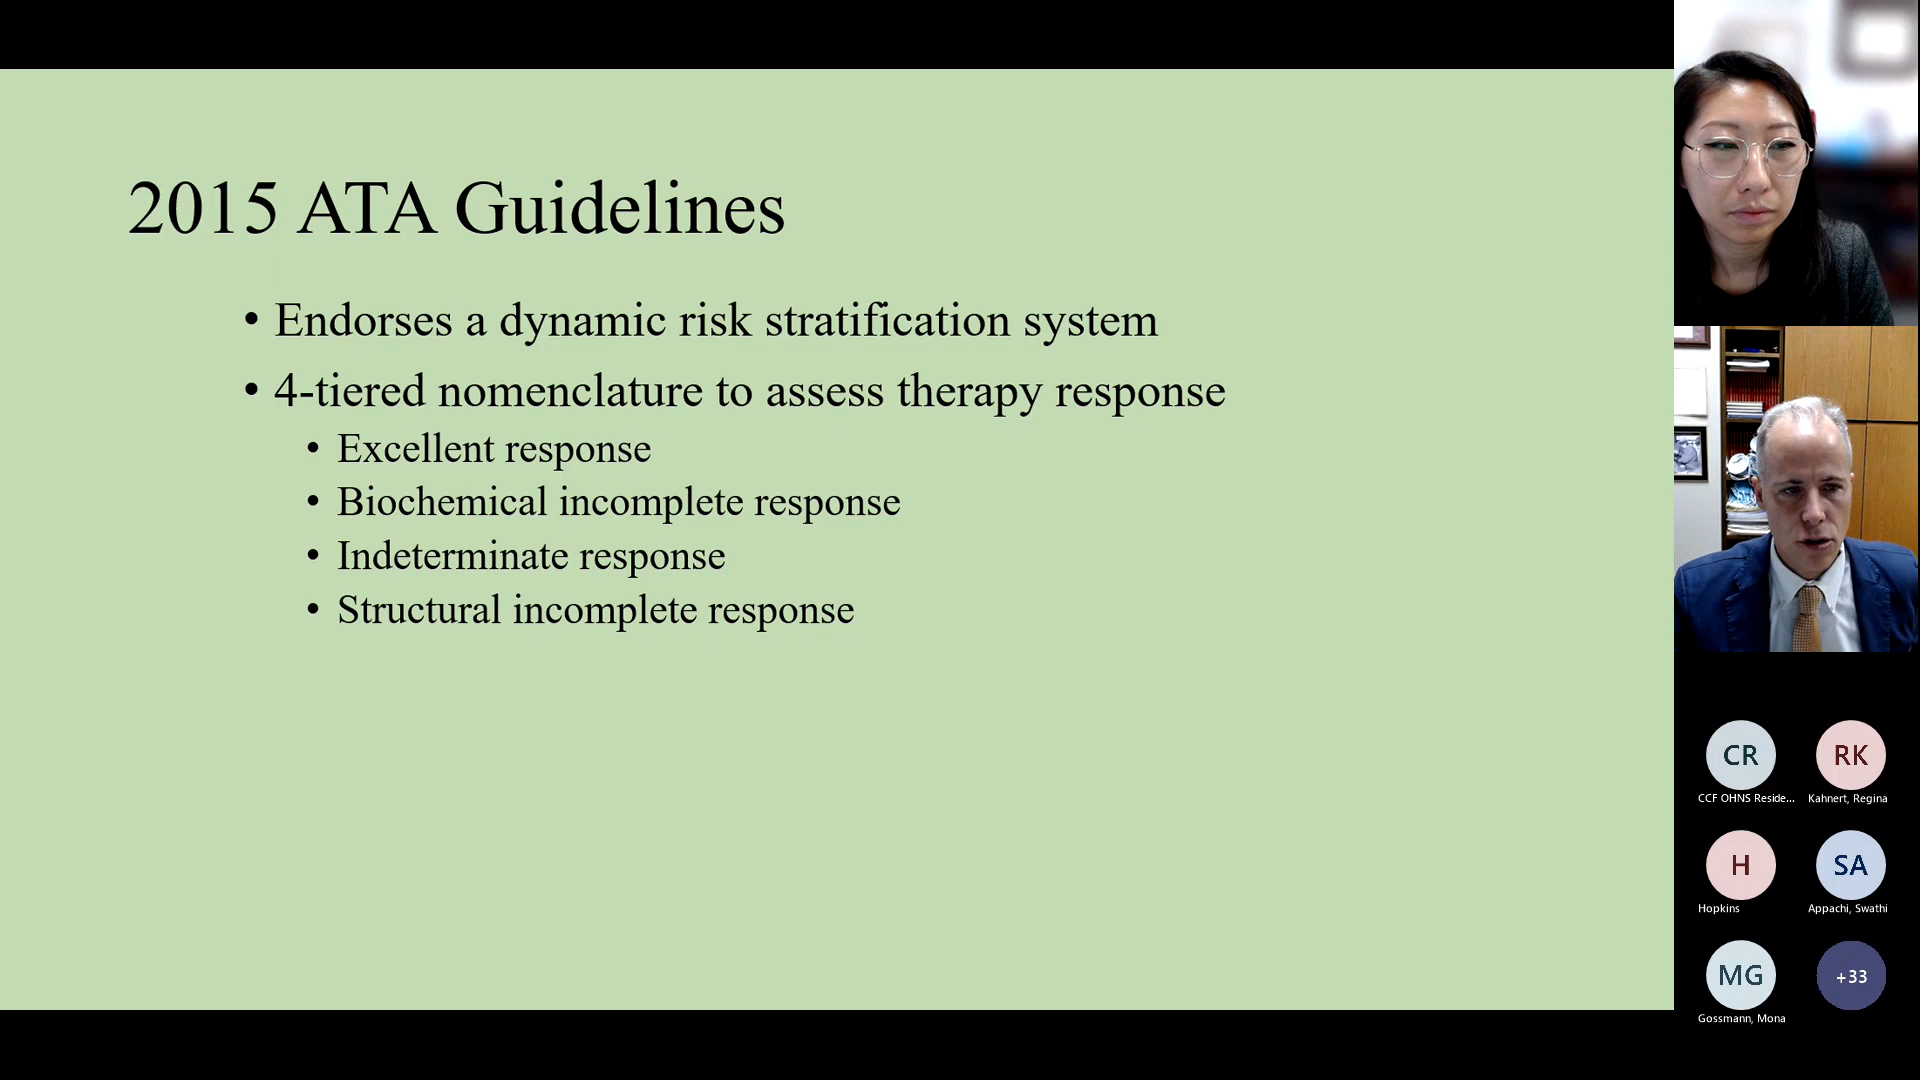 2015 ATA Guidelines
• Endorses a dynamic risk stratification system
• 4-tiered nomenclature to assess therapy response
• Excellent response
• Biochemical incomplete response
• Indeterminate response
• Structural incomplete response
CR
RK
CCF OHNS Reside...
Kahnert, Regina
H
SA
Hopkins
Appachi, Swathi
MG
+33
Gossmann, Mona